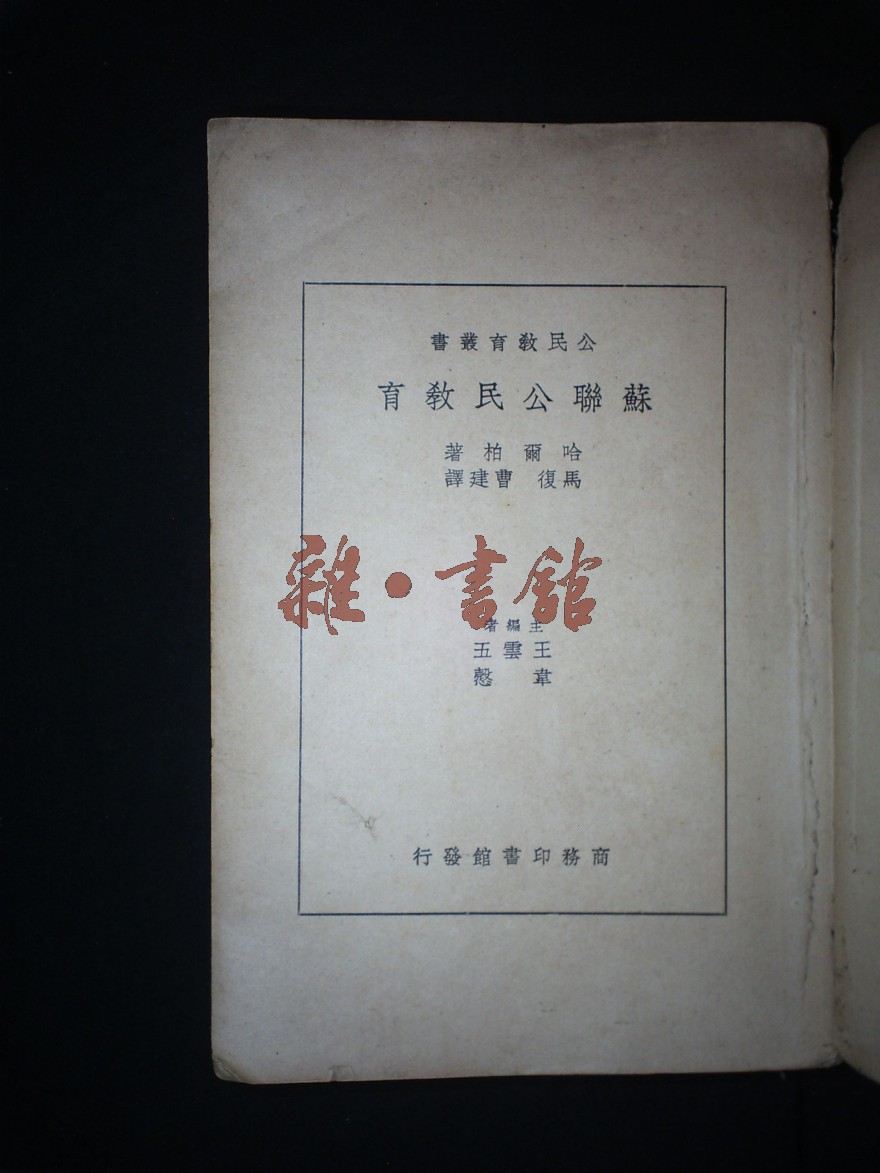 公民教育叢書
蘇聯公民教育
哈爾柏著
馬復 曹建譯
雜·書館
主編者
王雲五
韋慤
商務印書館發行